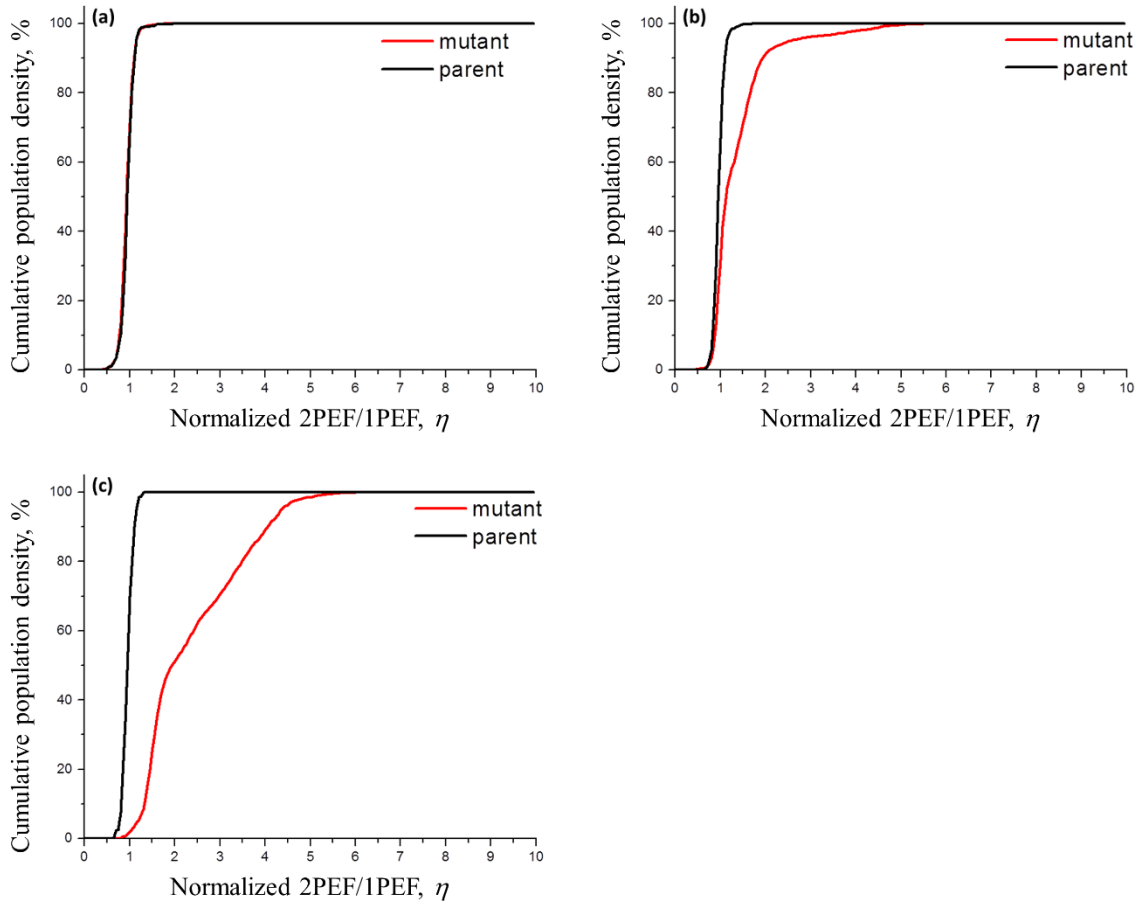 (a)
mutant
parent
Cumulative population density, %
100
80
60
40
20
0
0 1 2 3 4 5 6 7 8 9 10
Normalized 2PEF/1PEF, η
(b)
mutant
parent
Cumulative population density, %
100
80
60
40
20
0
0 1 2 3 4 5 6 7 8 9 10
Normalized 2PEF/1PEF, η
(c)
mutant
parent
Cumulative population density, %
100
80
60
40
20
0
0 1 2 3 4 5 6 7 8 9 10
Normalized 2PEF/1PEF, η